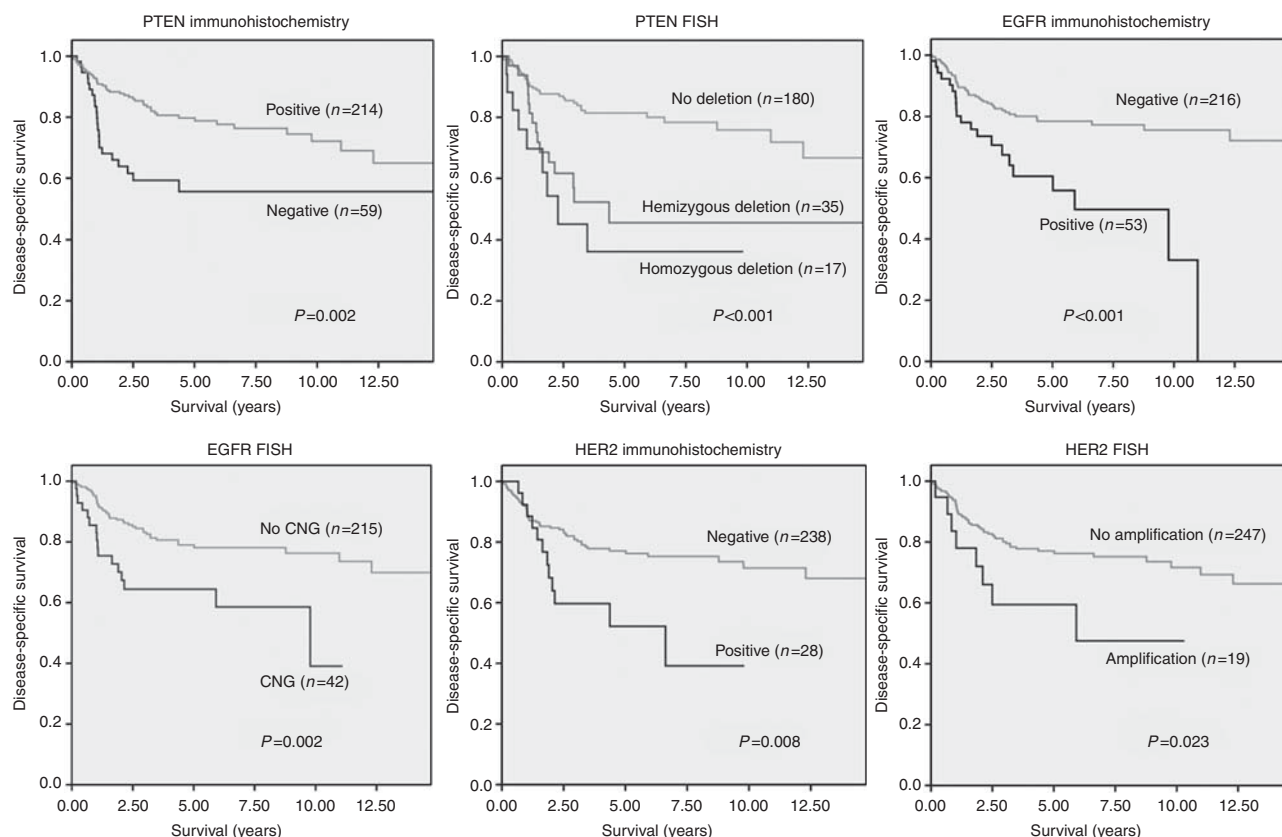 PTEN immunohistochemistry
Disease-specific survival
1.0
0.8
0.6
0.4
0.2
0.0
Positive (n=214)
Negative (n=59)
P=0.002
0.00 2.50 5.00 7.50 10.00 12.50
Survival (years)
PTEN FISH
Disease-specific survival
1.0
0.8
0.6
0.4
0.2
0.0
No deletion (n=180)
Hemizygous deletion (n=35)
Homozygous deletion (n=17)
P<0.001
0.00 2.50 5.00 7.50 10.00 12.50
Survival (years)
EGFR immunohistochemistry
Disease-specific survival
1.0
0.8
0.6
0.4
0.2
0.0
Negative (n=216)
Positive (n=53)
P<0.001
0.00 2.50 5.00 7.50 10.00 12.50
Survival (years)
EGFR FISH
Disease-specific survival
1.0
0.8
0.6
0.4
0.2
0.0
No CNG (n=215)
CNG (n=42)
P=0.002
0.00 2.50 5.00 7.50 10.00 12.50
Survival (years)
HER2 immunohistochemistry
Disease-specific survival
1.0
0.8
0.6
0.4
0.2
0.0
Negative (n=238)
Positive (n=28)
P=0.008
0.00 2.50 5.00 7.50 10.00 12.50
Survival (years)
HER2 FISH
Disease-specific survival
1.0
0.8
0.6
0.4
0.2
0.0
No amplification (n=247)
Amplification (n=19)
P=0.023
0.00 2.50 5.00 7.50 10.00 12.50
Survival (years)